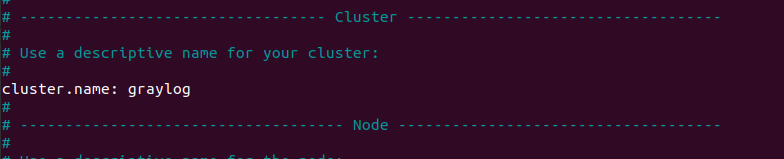 #
# ---------------------------------- Cluster -----------------------------------
#
# Use a descriptive name for your cluster:
#
cluster.name: graylog
#
# ------------------------------------ Node ------------------------------------
#
# Use a descriptive name for the node: